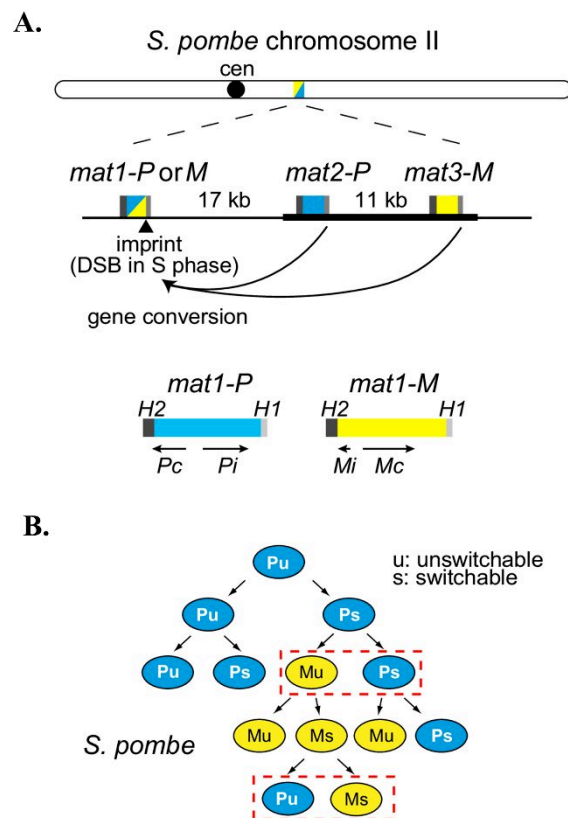 A.
S. pombe chromosome II
cen
mat1-P or M
mat2-P
mat3-M
17 kb
11 kb
imprint
(DSB in S phase)
gene conversion
mat1-P
mat1-M
H2
H1
H2
H1
Pc
Pi
Mi
Mc
B.
Pu
u: unswitchable
s: switchable
Pu
Ps
Pu
Ps
Mu
Ps
S. pombe
Mu
Ms
Mu
Ps
Pu
Ms